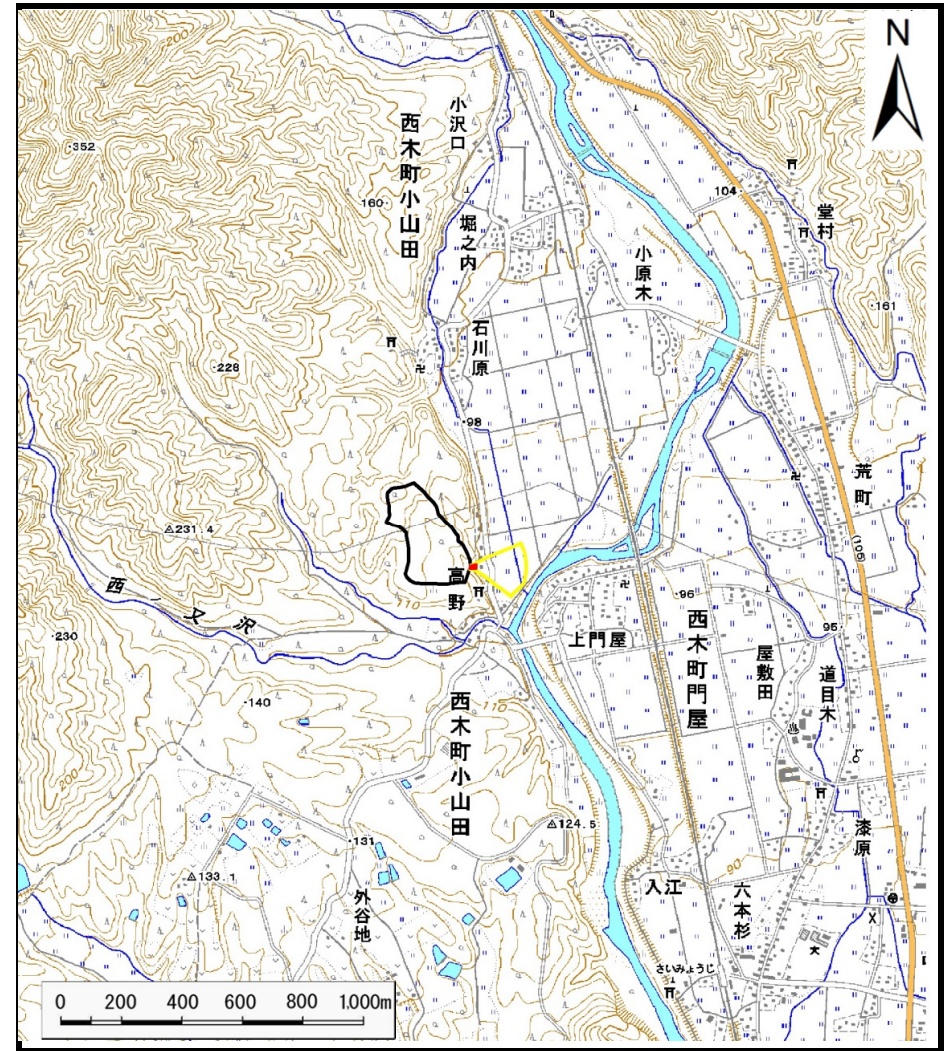 N
200
小沢口
西木町小山田
・352
160・
堀之内
104
堂村
小原木
・161
石川原
・228
・98
荒町
△231.4
(105)
高野
110
西ノ又沢
・96
・230
上門屋
95
西木町門屋
屋敷田
道目木
・140
110
西木町小山田
200
△124.5
漆原
・131
90
△133.1
入江
六本杉
外谷地
さいみょうじ
0 200 400 600 800 1,000m